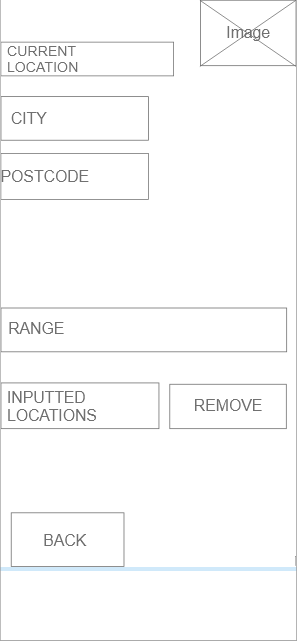 Image
CURRENT
LOCATION
CITY
POSTCODE
RANGE
INPUTTED
LOCATIONS
REMOVE
BACK